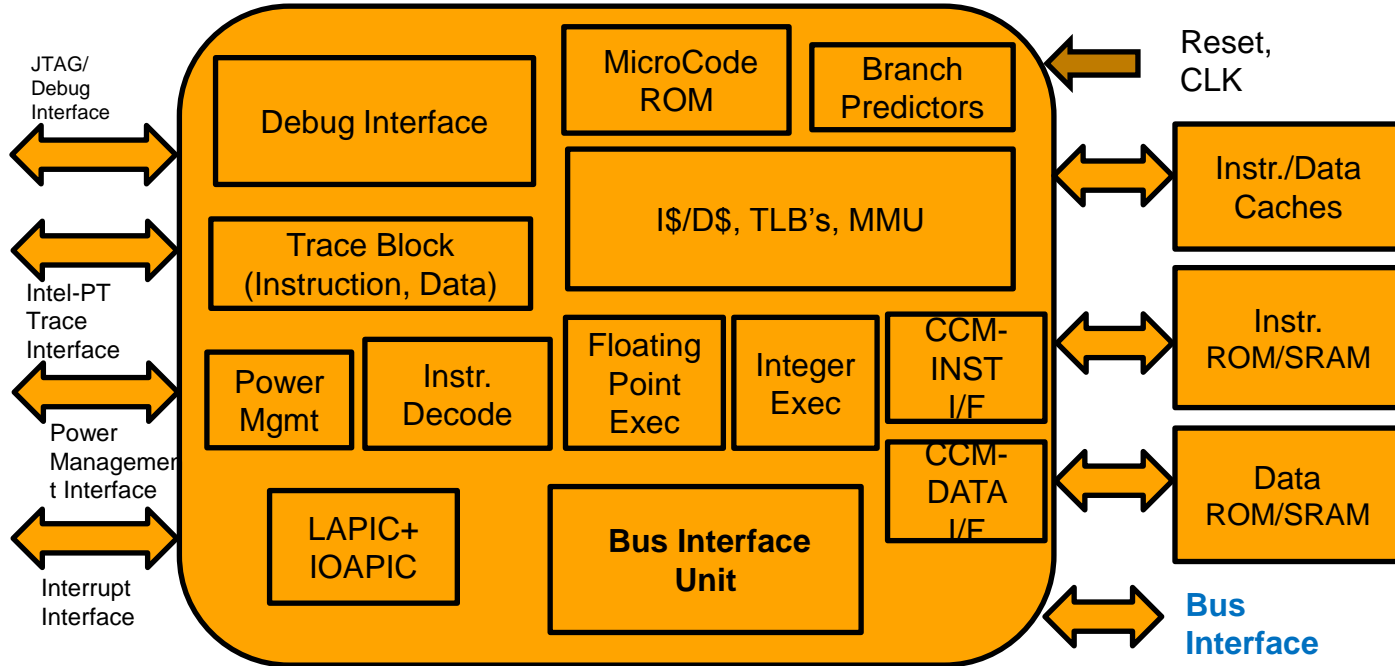 JTAG/
Debug
Interface
Intel-PT
Trace
Interface
Power
Managemen
t Interface
Interrupt
Interface
Debug Interface
MicroCode
ROM
Branch
Predictors
I$/D$, TLB’s, MMU
Trace Block
(Instruction, Data)
Power
Mgmt
Instr.
Decode
Floating
Point
Exec
Integer
Exec
CCM-
INST
I/F
CCM-
DATA
I/F
LAPIC+
IOAPIC
Bus Interface
Unit
Reset,
CLK
Instr./Data
Caches
Instr.
ROM/SRAM
Data
ROM/SRAM
Bus
Interface